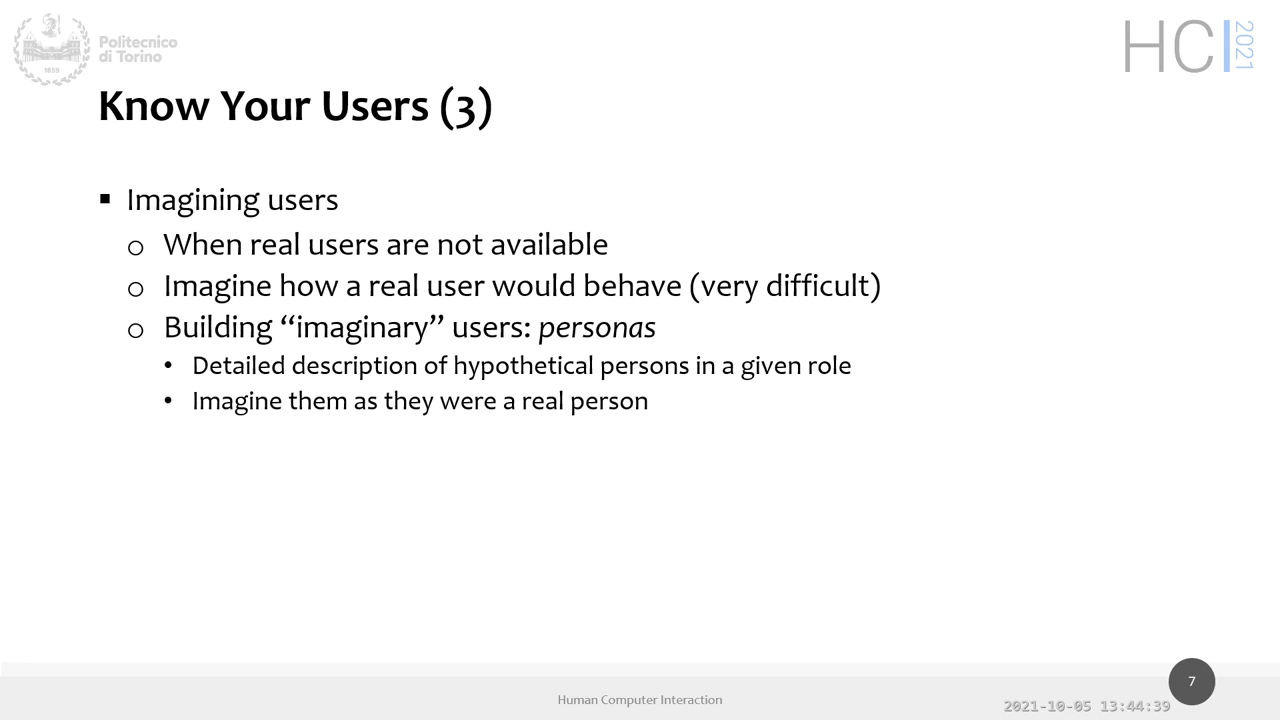 Politecnico
di Torino
1859
HCI 2021
Know Your Users (3)
▪ Imagining users
o When real users are not available
o Imagine how a real user would behave (very difficult)
o Building “imaginary” users: personas
• Detailed description of hypothetical persons in a given role
• Imagine them as they were a real person
Human Computer Interaction
7
2021-10-05 13:44:39